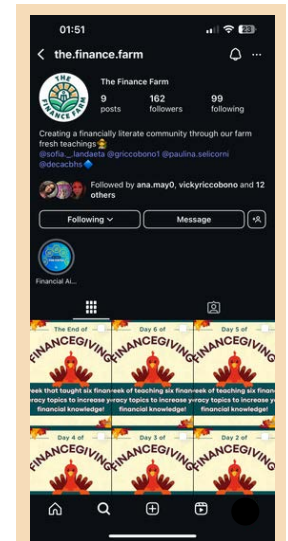 01:51
23
the.finance.farm
THE
FINANCE FARM
The Finance Farm
9 162 99
posts followers following
Creating a financially literate community through our farm
fresh teachings
@sofia._.landaeta @griccobono1 @paulina.selicorni
@decacbhs
Followed by ana.may0, vickyriccobono and 12
others
Following Message
Financial Ai...
The End of Day 6 of Day 5 of
FINANCEGIVING FINANCEGIVING FINANCEGIVING
eek that taught six finan eek of teaching six finan eek of teaching six finan
racy topics to increase y racy topics to increase y racy topics to increase y
financial knowledge! financial knowledge! financial knowledge!
Day 4 of Day 3 of Day 2 of
FINANCEGIVING FINANCEGIVING FINANCEGIVING